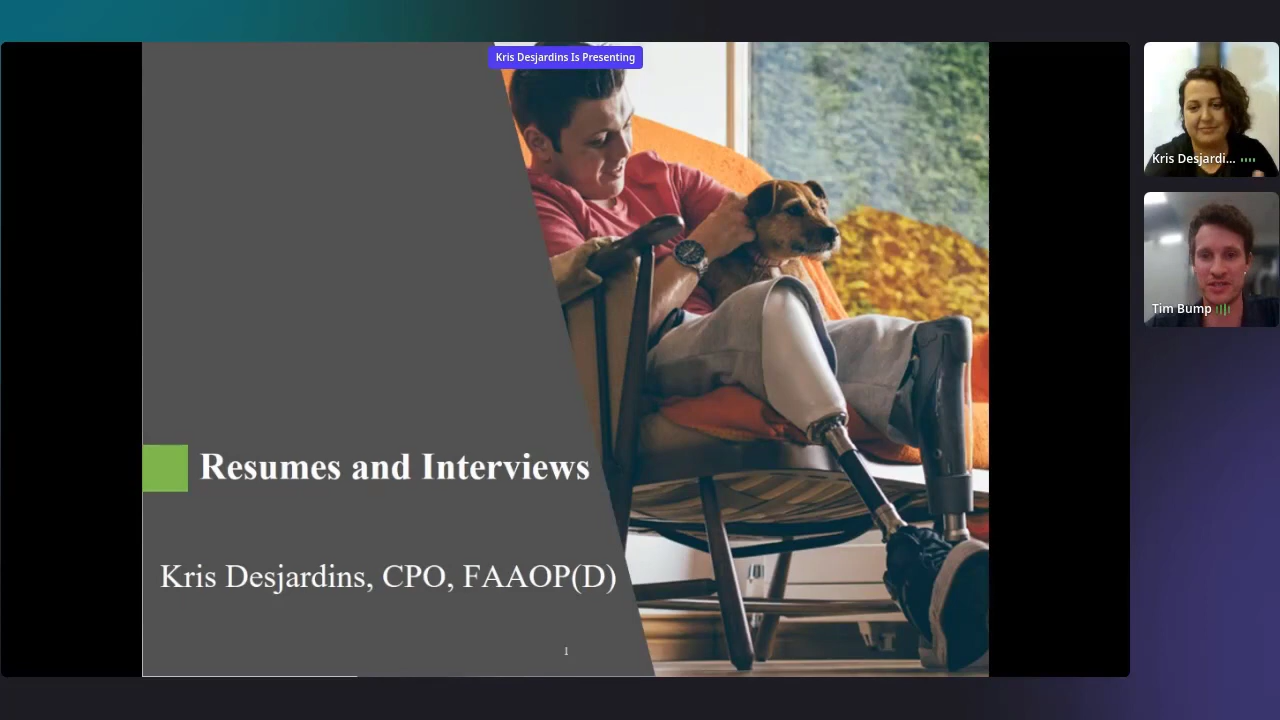 Kris Desjardins Is Presenting
Resumes and Interviews
Kris Desjardins, CPO, FAAOP(D)
1
Kris Desjardi...
Tim Bump